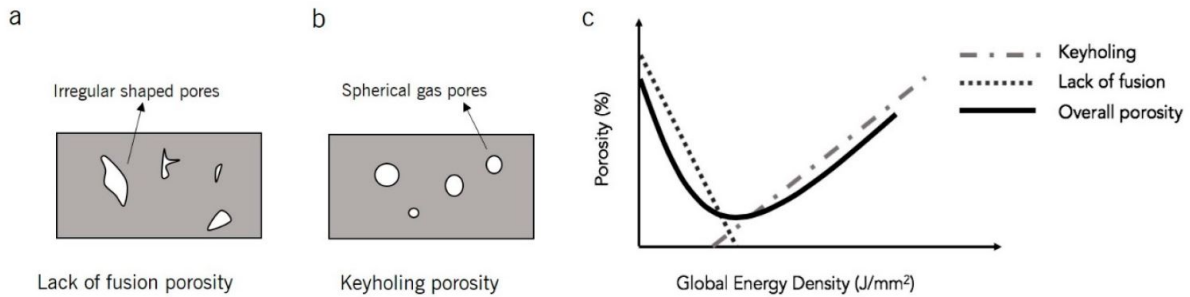 a
Irregular shaped pores
Lack of fusion porosity
b
Spherical gas pores
Keyholing porosity
c
Porosity (%)
Global Energy Density (J/mm²)
Keyholing
Lack of fusion
Overall porosity